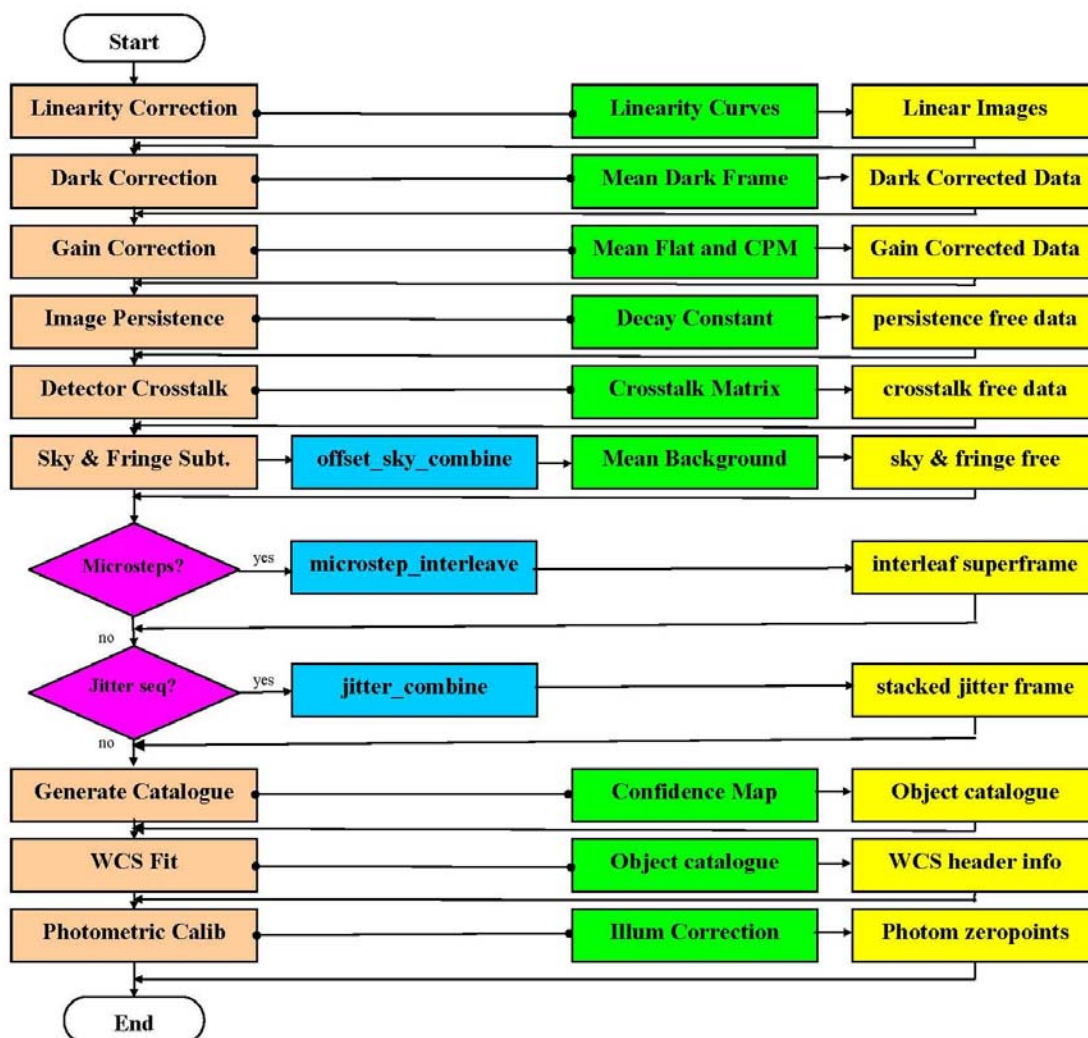 Start
Linearity Correction
Linearity Curves
Linear Images
Dark Correction
Mean Dark Frame
Dark Corrected Data
Gain Correction
Mean Flat and CPM
Gain Corrected Data
Image Persistence
Decay Constant
persistence free data
Detector Crosstalk
Crosstalk Matrix
crosstalk free data
Sky & Fringe Subt.
offset_sky_combine
Mean Background
sky & fringe free
Microsteps?
yes
microstep_interleave
interleaf superframe
no
Jitter seq?
yes
jitter_combine
stacked jitter frame
no
Generate Catalogue
Confidence Map
Object catalogue
WCS Fit
Object catalogue
WCS header info
Photometric Calib
Illum Correction
Photom zeropoints
End